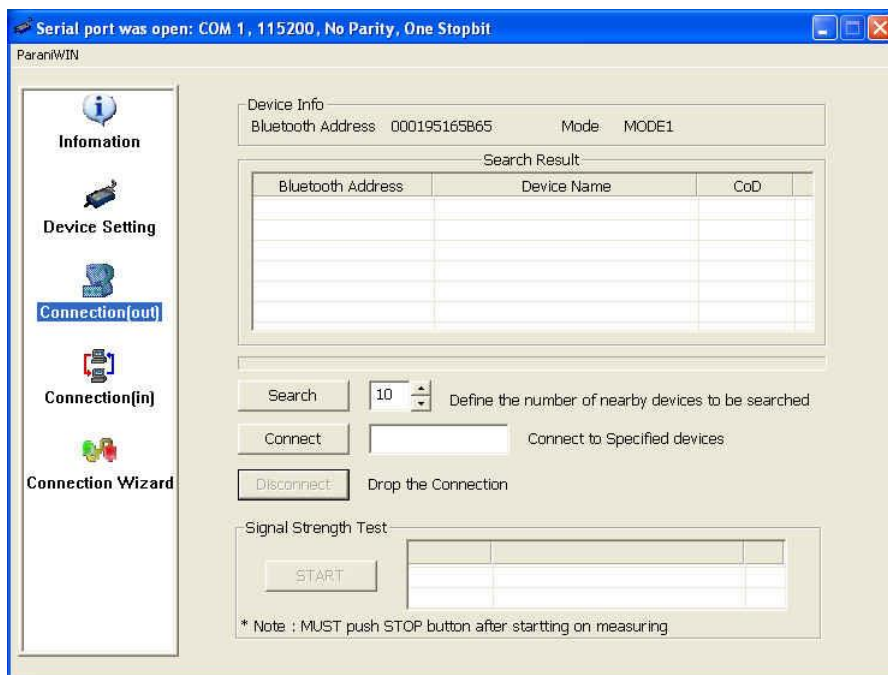 Serial port was open: COM 1, 115200, No Parity, One Stopbit
ParaniWIN
Infomation
Device Setting
Connection(out)
Connection(in)
Connection Wizard
Device Info
Bluetooth Address 000195165B65 Mode MODE1
Search Result
Bluetooth Address Device Name CoD
Search 10 Define the number of nearby devices to be searched
Connect Connect to Specified devices
Disconnect Drop the Connection
Signal Strength Test
START
* Note : MUST push STOP button after startting on measuring